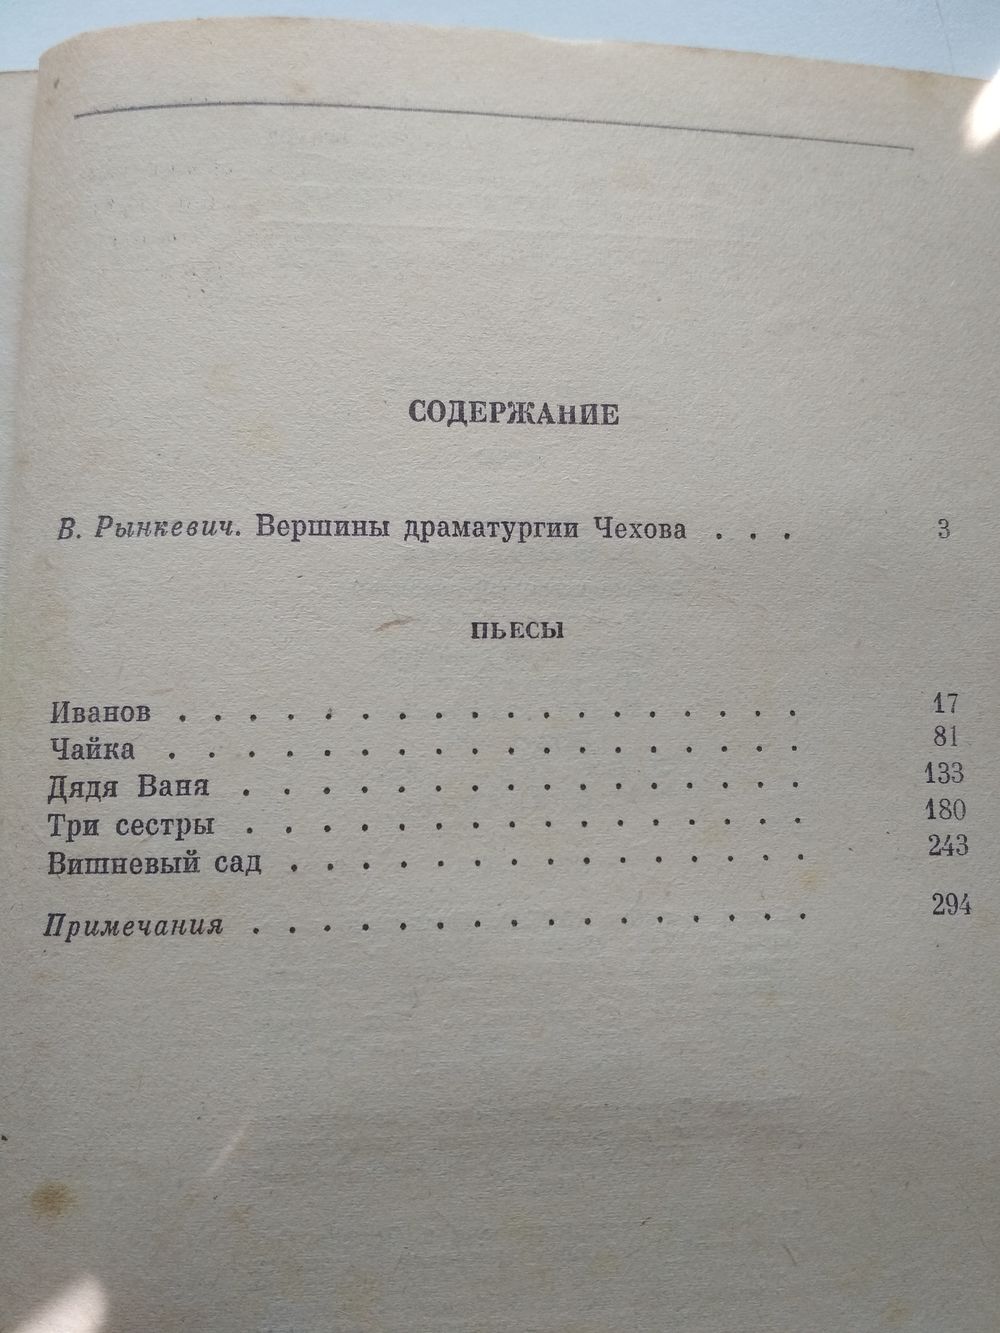 СОДЕРЖАНИЕ
В. Рынкевич. Вершины драматургии Чехова . . . 3
ПЬЕСЫ
Иванов . . . . . . . . . . . . . . . . . . 17
Чайка . . . . . . . . . . . . . . . . . . 81
Дядя Ваня . . . . . . . . . . . . . . . . 133
Три сестры . . . . . . . . . . . . . . . . 180
Вишневый сад . . . . . . . . . . . . . . . 243
Примечания . . . . . . . . . . . . . . . . 294